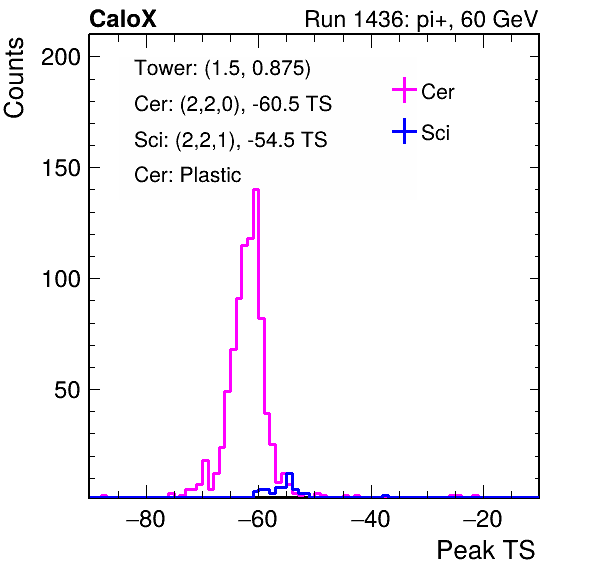 CaloX Run 1436: pi+, 60 GeV
Counts
200
150
100
50
Tower: (1.5, 0.875)
Cer: (2,2,0), -60.5 TS
Sci: (2,2,1), -54.5 TS
Cer: Plastic
Cer
Sci
−80 −60 −40 −20
Peak TS